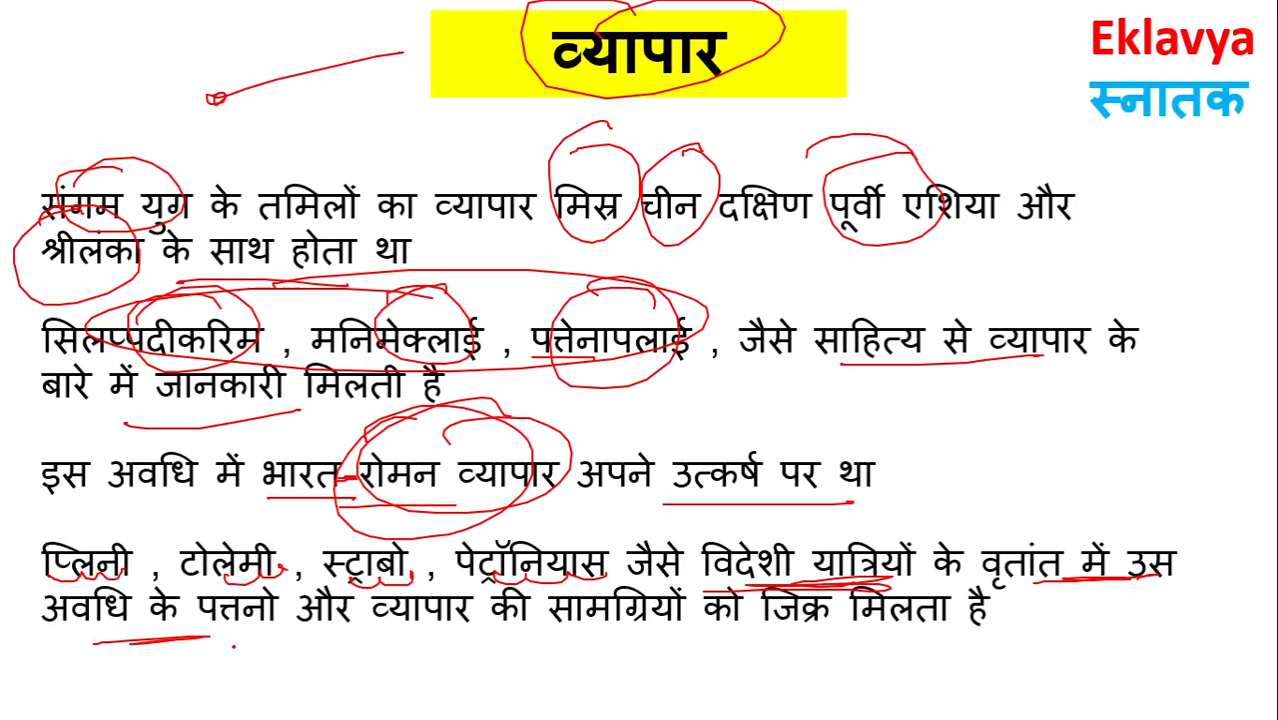 व्यापार
Eklavya
स्नातक
संगम युग के तमिलों का व्यापार मिस्र चीन दक्षिण पूर्वी एशिया और
श्रीलंका के साथ होता था
सिलप्पदीकरिम , मनिमेक्लाई , पत्तेनापलाई , जैसे साहित्य से व्यापार के
बारे में जानकारी मिलती है
इस अवधि में भारत-रोमन व्यापार अपने उत्कर्ष पर था
प्लिनी , टोलेमी , स्ट्राबो , पेट्रॉनियास जैसे विदेशी यात्रियों के वृतांत में उस
अवधि के पत्तनो और व्यापार की सामग्रियों को जिक्र मिलता है